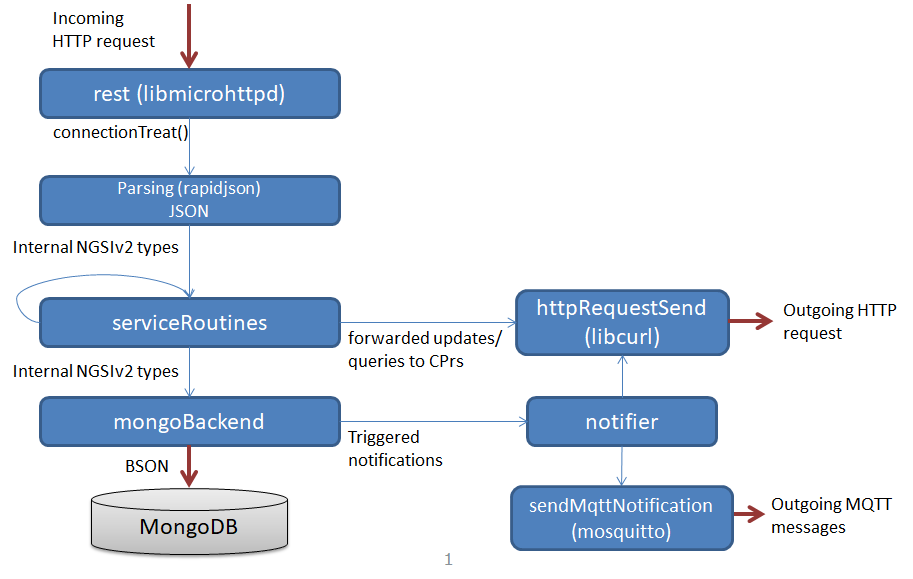 Incoming
HTTP request
rest (libmicrohttpd)
connectionTreat()
Parsing (rapidjson)
JSON
Internal NGSIv2 types
serviceRoutines
forwarded updates/
queries to CPrs
httpRequestSend
(libcurl)
Outgoing HTTP
request
Internal NGSIv2 types
mongoBackend
Triggered
notifications
notifier
BSON
MongoDB
sendMqttNotification
(mosquitto)
Outgoing MQTT
messages
1